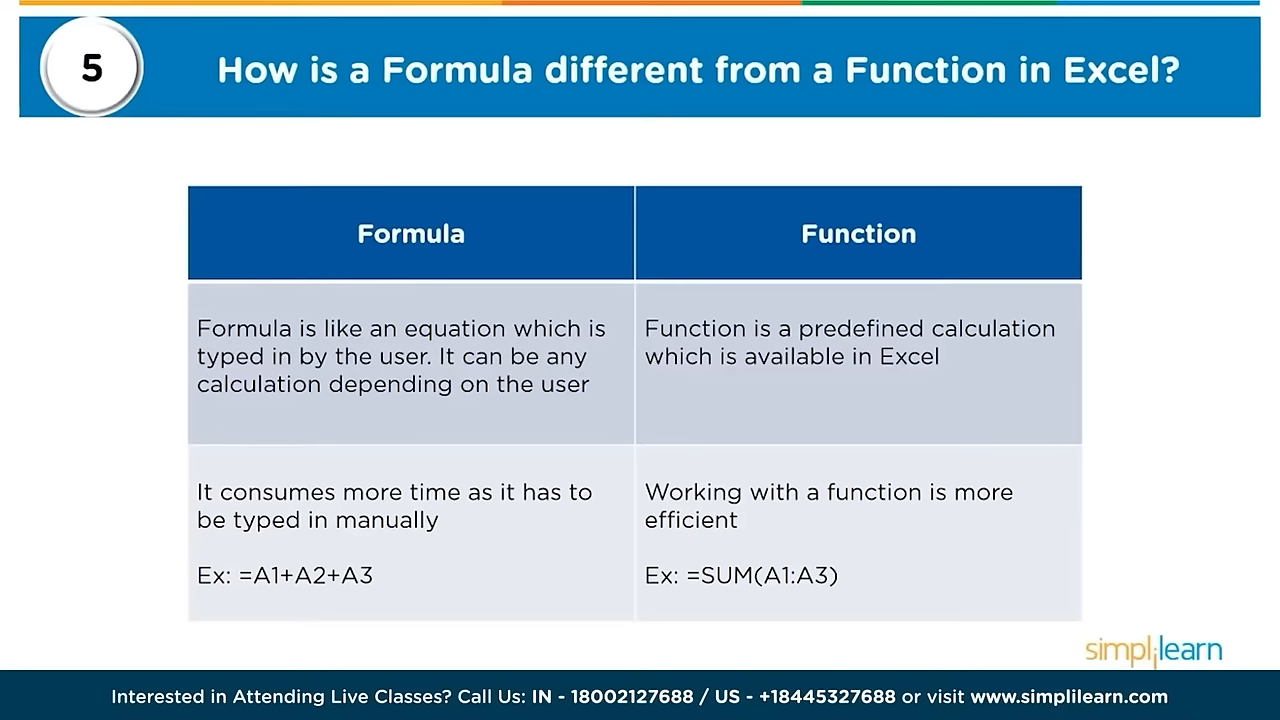 5
How is a Formula different from a Function in Excel?
Formula
Function
Formula is like an equation which is
typed in by the user. It can be any
calculation depending on the user
Function is a predefined calculation
which is available in Excel
It consumes more time as it has to
be typed in manually
Ex: =A1+A2+A3
Working with a function is more
efficient
Ex: =SUM(A1:A3)
simplilearn
Interested in Attending Live Classes? Call Us: IN - 18002127688 / US - +18445327688 or visit www.simplilearn.com